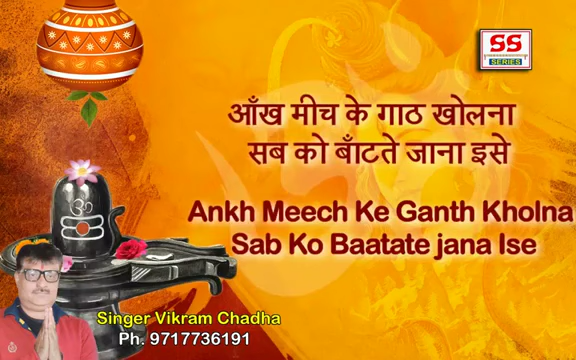 SS
SERIES
आँख मीच के गाठ खोलना
सब को बाँटते जाना इसे
Ankh Meech Ke Ganth Kholna
Sab Ko Baatate jana Ise
ॐ
Singer Vikram Chadha
Ph. 9717736191